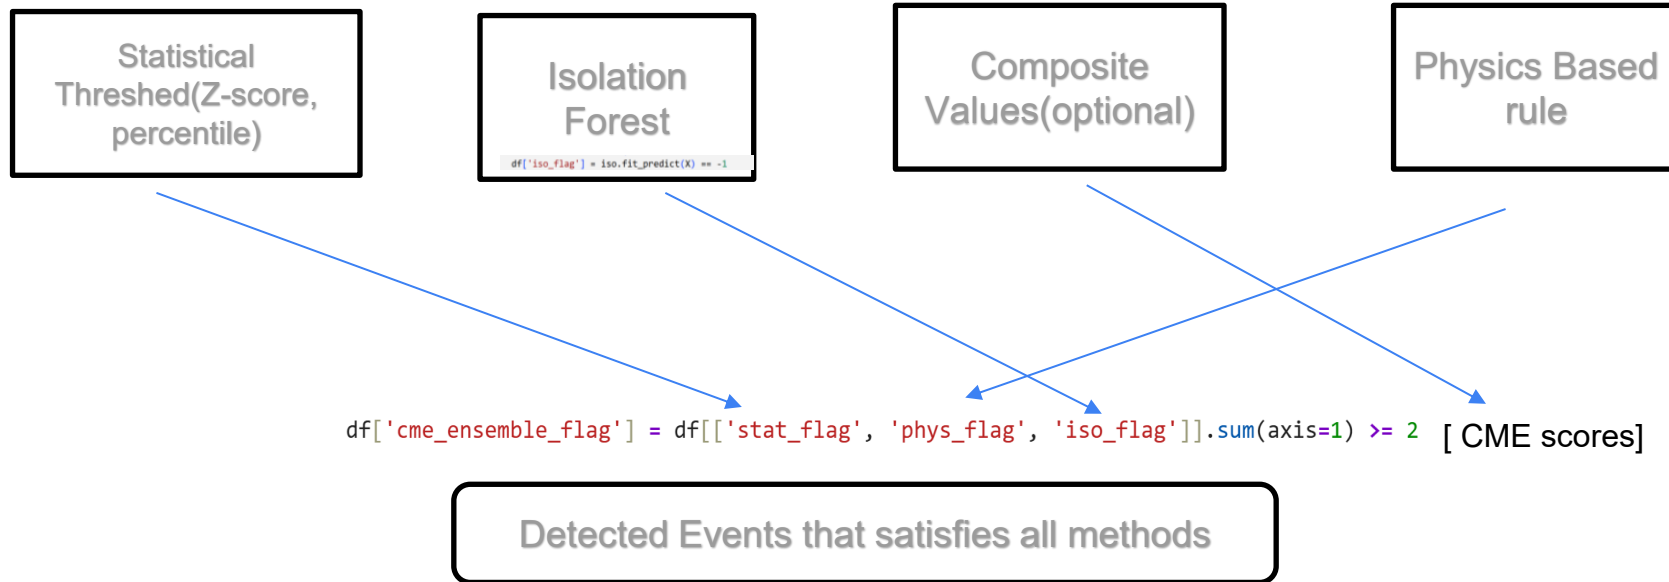 Statistical
Threshed(Z-score,
percentile)
Isolation
Forest
df['iso_flag'] = iso.fit_predict(X) == -1
Composite
Values(optional)
Physics Based
rule
df['cme_ensemble_flag'] = df[['stat_flag', 'phys_flag', 'iso_flag']].sum(axis=1) >= 2 [ CME scores]
Detected Events that satisfies all methods